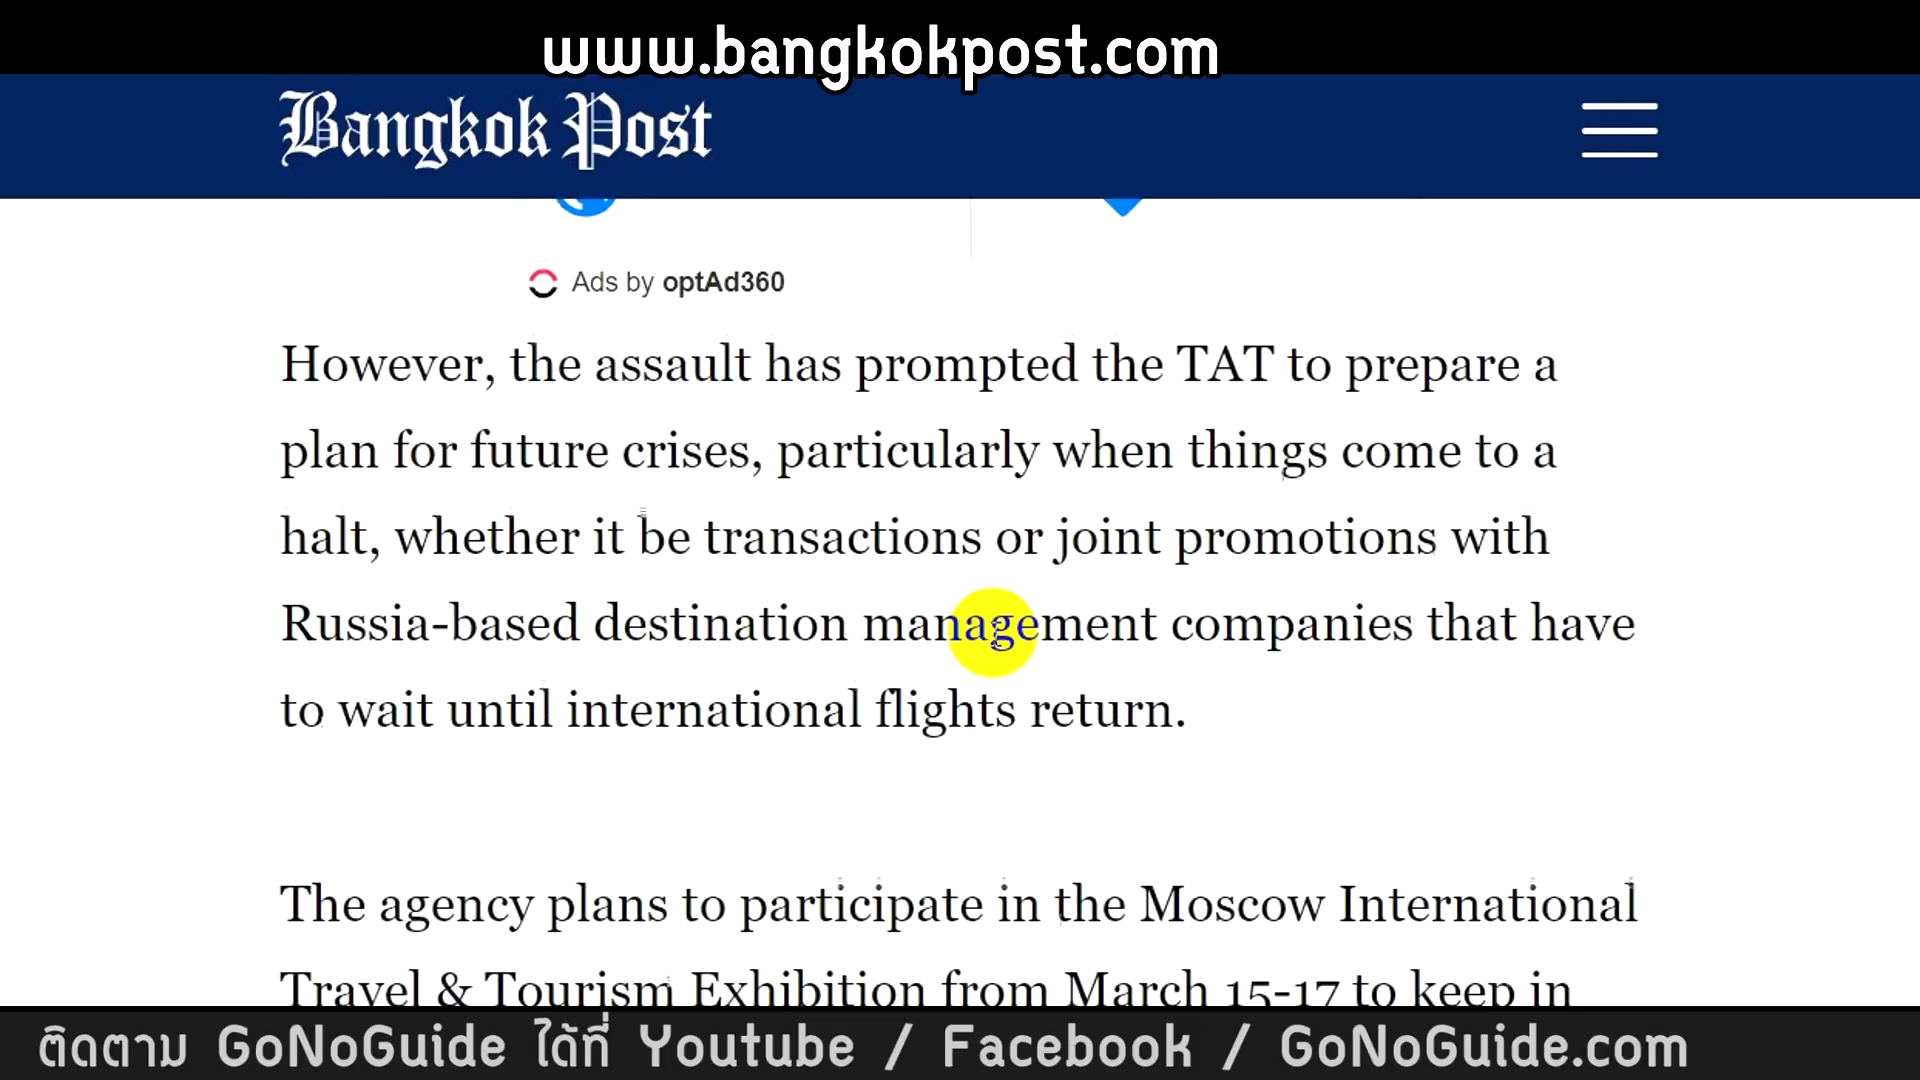 www.bangkokpost.com
Bangkok Post
Ads by optAd360
However, the assault has prompted the TAT to prepare a
plan for future crises, particularly when things come to a
halt, whether it be transactions or joint promotions with
Russia-based destination management companies that have
to wait until international flights return.
The agency plans to participate in the Moscow International
Travel & Tourism Exhibition from March 15-17 to keep in
ติดตาม GoNoGuide ได้ที่ Youtube / Facebook / GoNoGuide.com